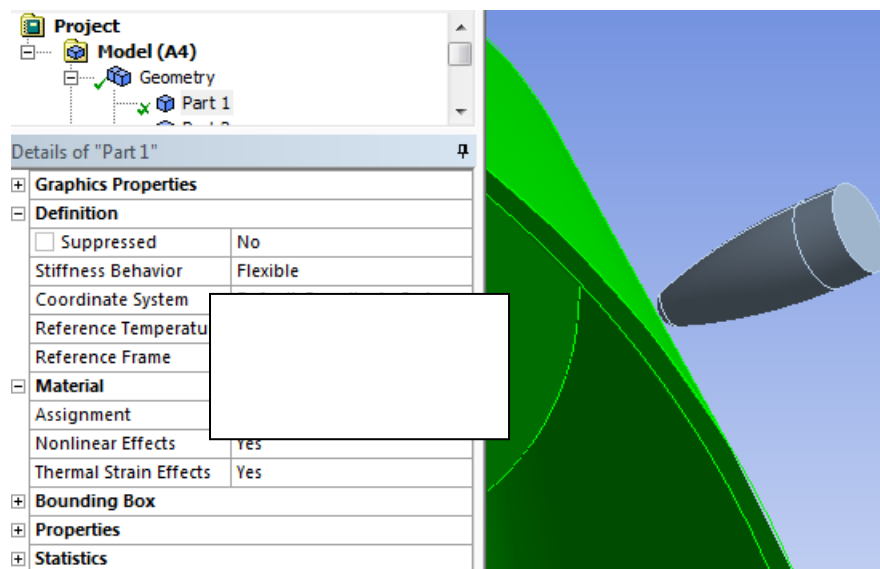 Project
Model (A4)
Geometry
Part 1
Details of "Part 1"
Graphics Properties
Definition
Suppressed No
Stiffness Behavior Flexible
Coordinate System
Reference Temperatu
Reference Frame
Material
Assignment
Nonlinear Effects Yes
Thermal Strain Effects Yes
Bounding Box
Properties
Statistics